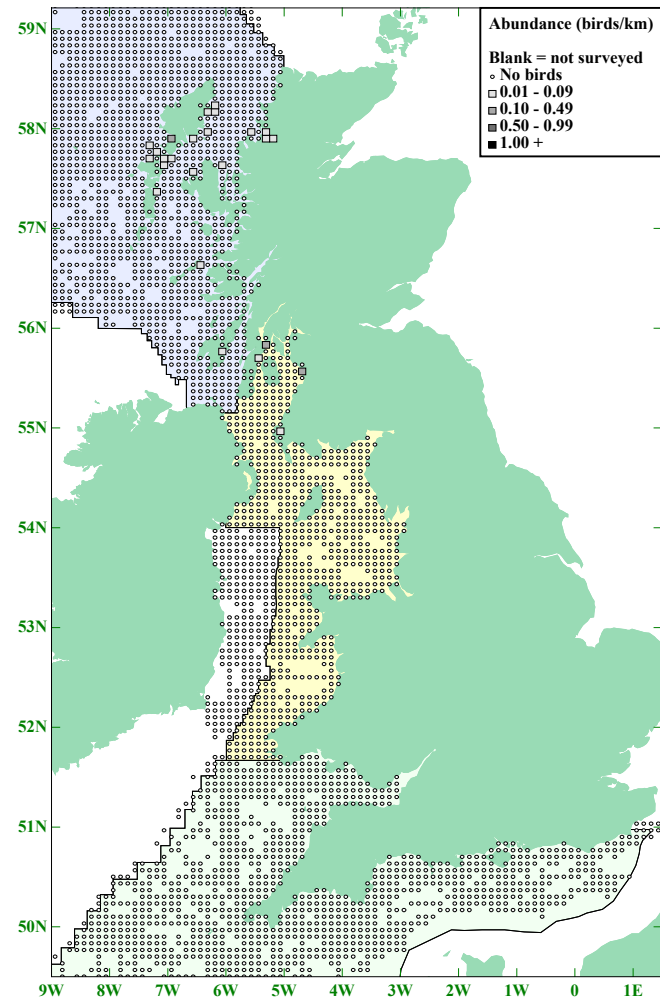 Abundance (birds/km)
Blank = not surveyed
No birds
0.01 - 0.09
0.10 - 0.49
0.50 - 0.99
1.00 +
59N
58N
57N
56N
55N
54N
53N
52N
51N
50N
9W 8W 7W 6W 5W 4W 3W 2W 1W 0 1E